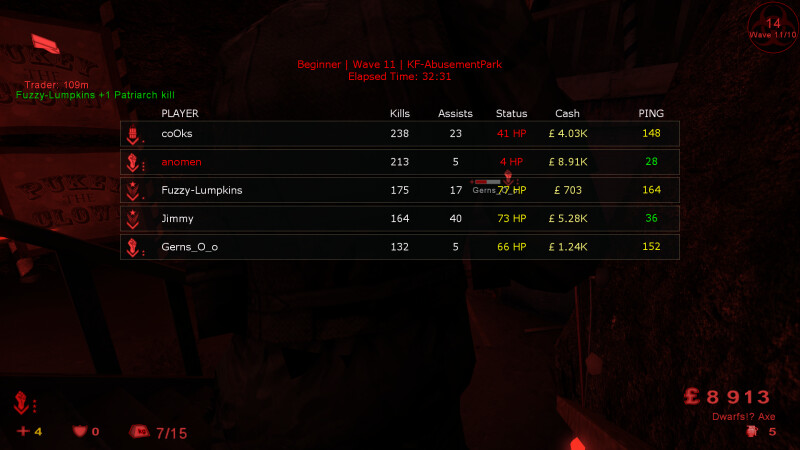 14
Wave 11/10
Beginner | Wave 11 | KF-AbusementPark
Elapsed Time: 32:31
Trader: 109m
Fuzzy-Lumpkins +1 Patriarch kill
PLAYER Kills Assists Status Cash PING
coOks 238 23 41 HP £ 4.03K 148
anomen 213 5 4 HP £ 8.91K 28
Fuzzy-Lumpkins 175 17 77 HP £ 703 164
Jimmy 164 40 73 HP £ 5.28K 36
Gerns_O_o 132 5 66 HP £ 1.24K 152
PUKEY
THE
CLOWN
£ 8 913
Dwarfs!? Axe
4 0 7/15 5